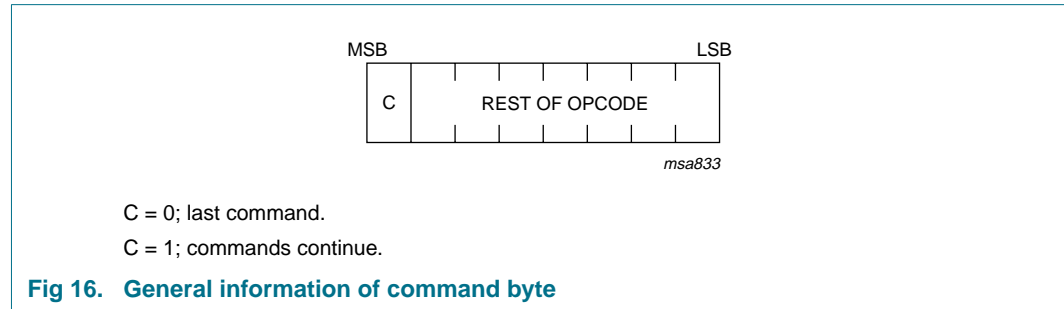 MSB LSB
C REST OF OPCODE
msa833
C = 0; last command.
C = 1; commands continue.
Fig 16. General information of command byte